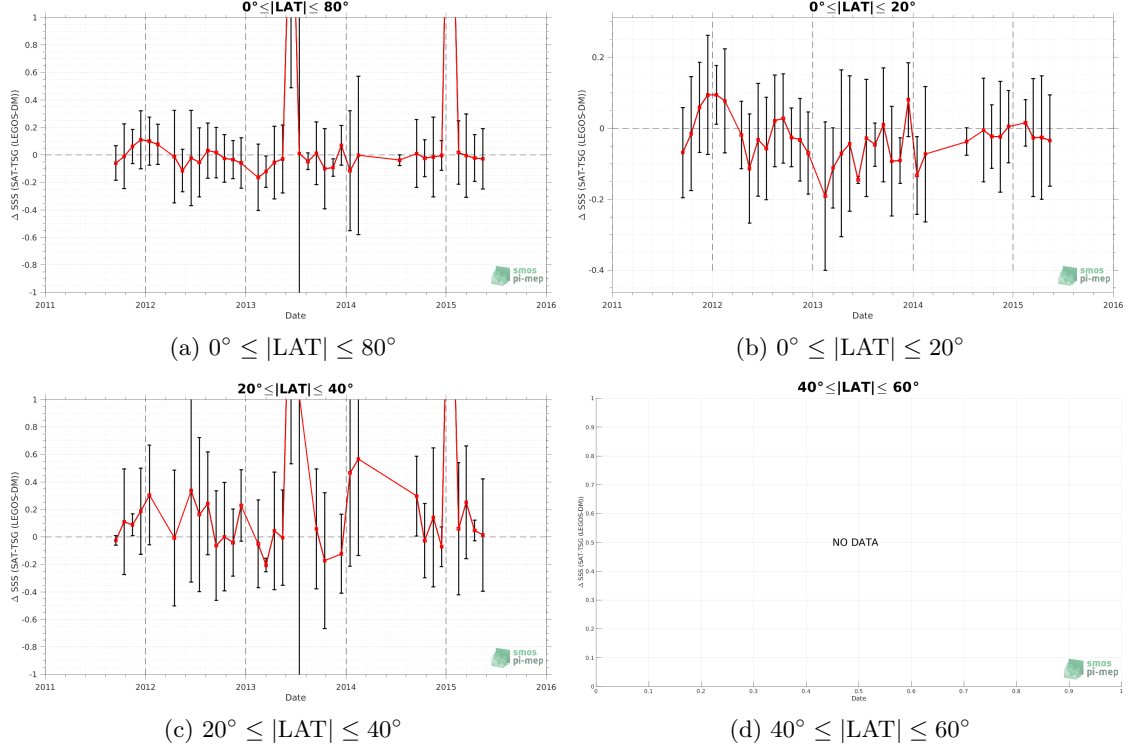 0°≤|LAT|≤ 80°
Δ SSS (SAT-TSG (LEGOS-DM))
1
0.8
0.6
0.4
0.2
0
-0.2
-0.4
-0.6
-0.8
-1
2011 2012 2013 2014 2015 2016
Date
smos
pi-mep
(a) 0° ≤ |LAT| ≤ 80°
0°≤|LAT|≤ 20°
Δ SSS (SAT-TSG (LEGOS-DM))
0.2
0
-0.2
-0.4
2011 2012 2013 2014 2015 2016
Date
smos
pi-mep
(b) 0° ≤ |LAT| ≤ 20°
20°≤|LAT|≤ 40°
Δ SSS (SAT-TSG (LEGOS-DM))
1
0.8
0.6
0.4
0.2
0
-0.2
-0.4
-0.6
-0.8
-1
2011 2012 2013 2014 2015 2016
Date
smos
pi-mep
(c) 20° ≤ |LAT| ≤ 40°
40°≤|LAT|≤ 60°
Δ SSS (SAT-TSG (LEGOS-DM))
1
0.9
0.8
0.7
0.6
0.5
0.4
0.3
0.2
0.1
0
NO DATA
0 0.1 0.2 0.3 0.4 0.5 0.6 0.7 0.8 0.9 1
Date
smos
pi-mep
(d) 40° ≤ |LAT| ≤ 60°